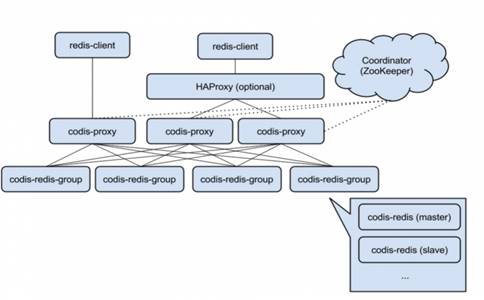 redis-client
redis-client
Coordinator
(ZooKeeper)
HAProxy (optional)
codis-proxy
codis-proxy
codis-proxy
codis-redis-group
codis-redis-group
codis-redis-group
codis-redis-group
codis-redis (master)
codis-redis (slave)
...